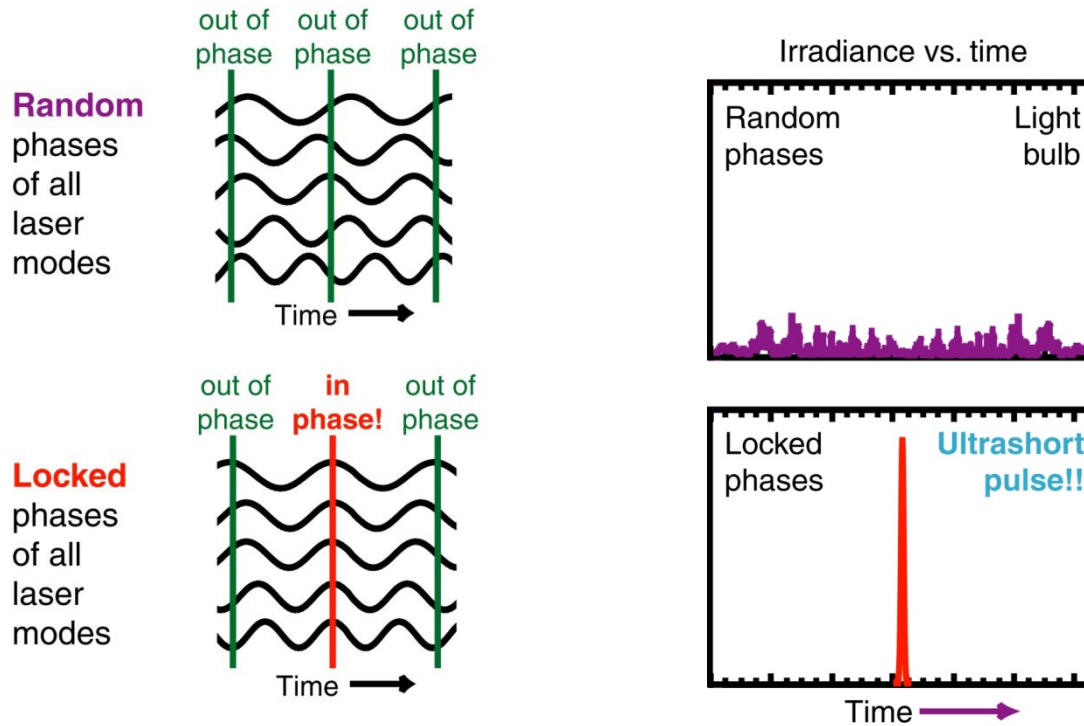 out of out of out of
phase phase phase
Random
phases
of all
laser
modes
Time
Irradiance vs. time
Random Light
phases bulb
out of in out of
phase phase! phase
Locked
phases
of all
laser
modes
Time
Locked Ultrashort
phases pulse!!
Time